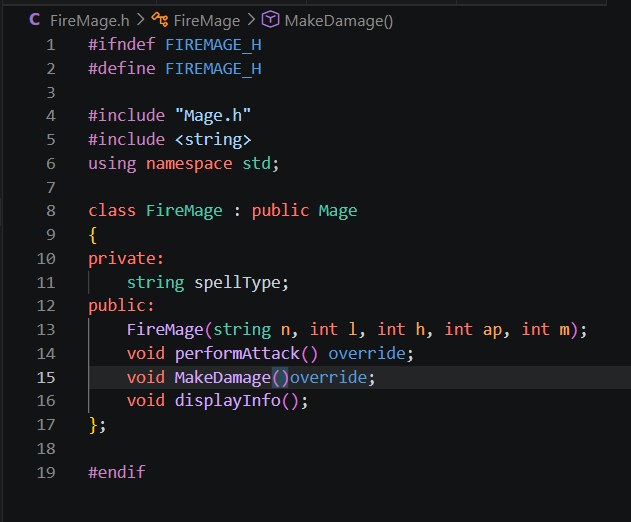 C FireMage.h > FireMage > MakeDamage()
1 #ifndef FIREMAGE_H
2 #define FIREMAGE_H
3
4 #include "Mage.h"
5 #include <string>
6 using namespace std;
7
8 class FireMage : public Mage
9 {
10 private:
11     string spellType;
12 public:
13     FireMage(string n, int l, int h, int ap, int m);
14     void performAttack() override;
15     void MakeDamage()override;
16     void displayInfo();
17 };
18
19 #endif